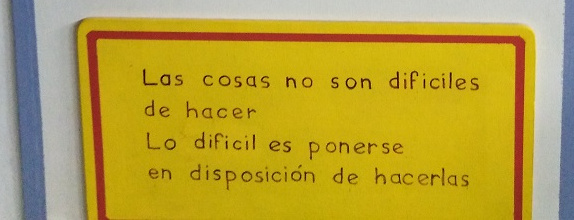 Las cosas no son dificiles
de hacer
Lo dificil es ponerse
en disposición de hacerlas